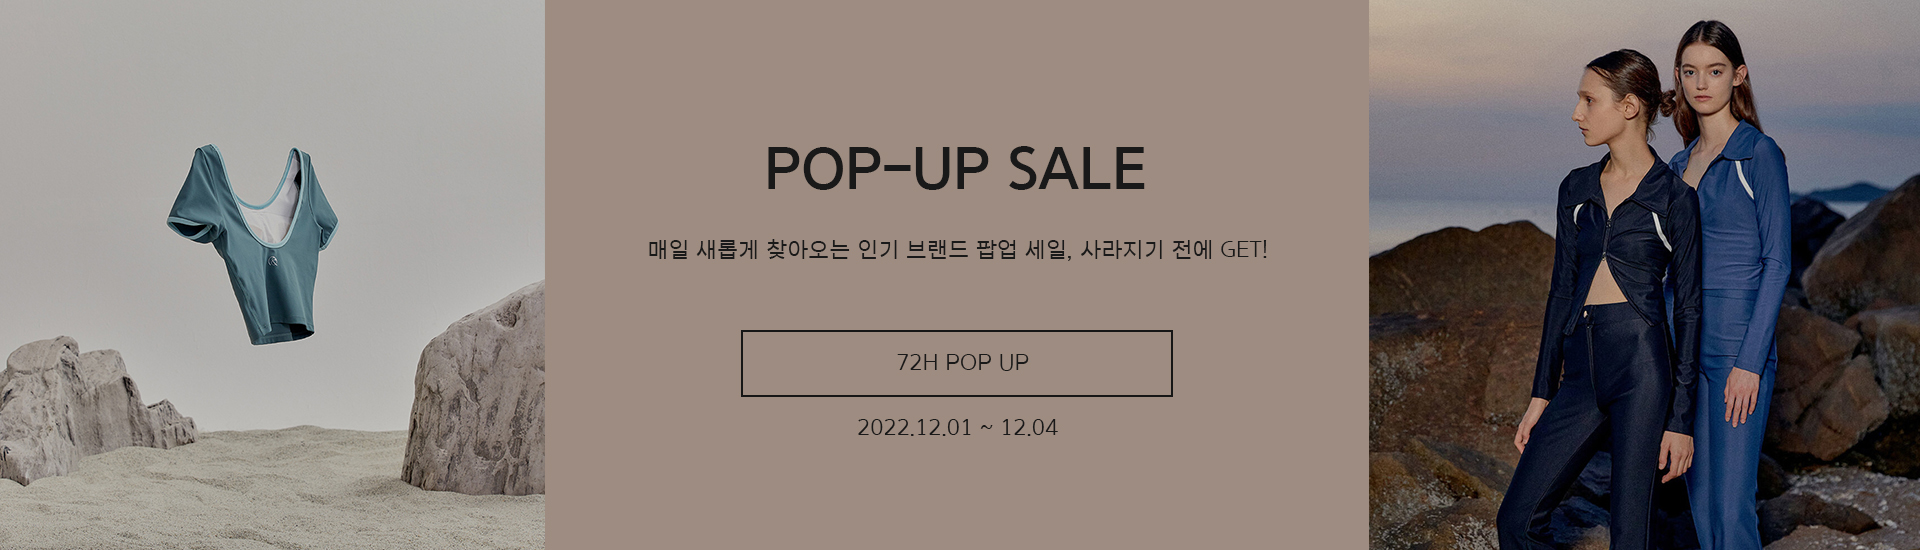 POP-UP SALE
매일 새롭게 찾아오는 인기 브랜드 팝업 세일, 사라지기 전에 GET!
72H POP UP
2022.12.01 ~ 12.04